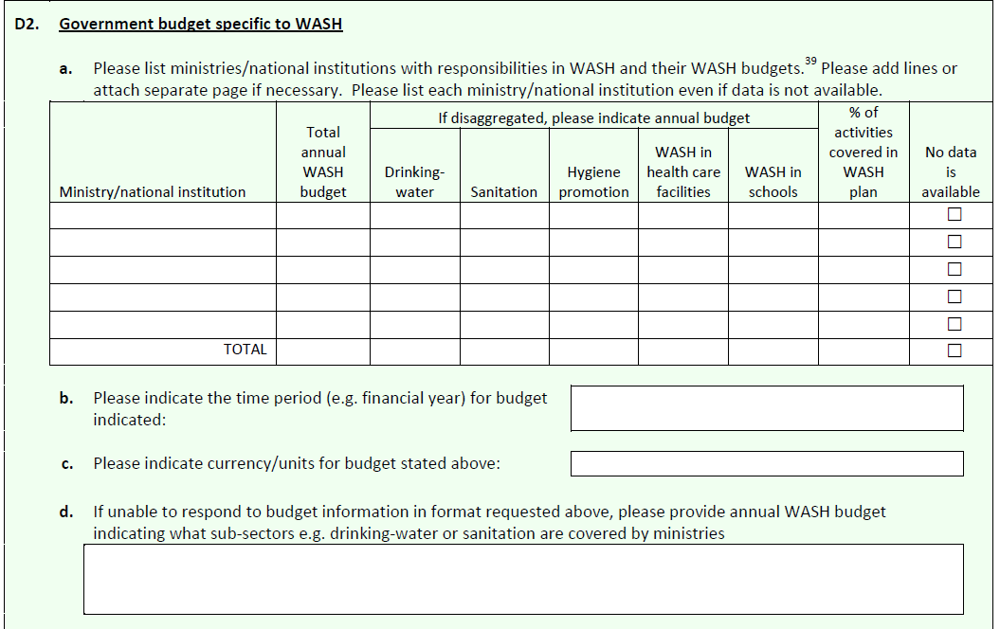 D2. Government budget specific to WASH
a. Please list ministries/national institutions with responsibilities in WASH and their WASH budgets.39 Please add lines or
attach separate page if necessary. Please list each ministry/national institution even if data is not available.
Ministry/national institution
Total
annual
WASH
budget
If disaggregated, please indicate annual budget
Drinking-
water
Sanitation
Hygiene
promotion
WASH in
health care
facilities
WASH in
schools
% of
activities
covered in
WASH
plan
No data
is
available
☐
☐
☐
☐
☐
TOTAL ☐
b. Please indicate the time period (e.g. financial year) for budget
indicated:
c. Please indicate currency/units for budget stated above:
d. If unable to respond to budget information in format requested above, please provide annual WASH budget
indicating what sub-sectors e.g. drinking-water or sanitation are covered by ministries